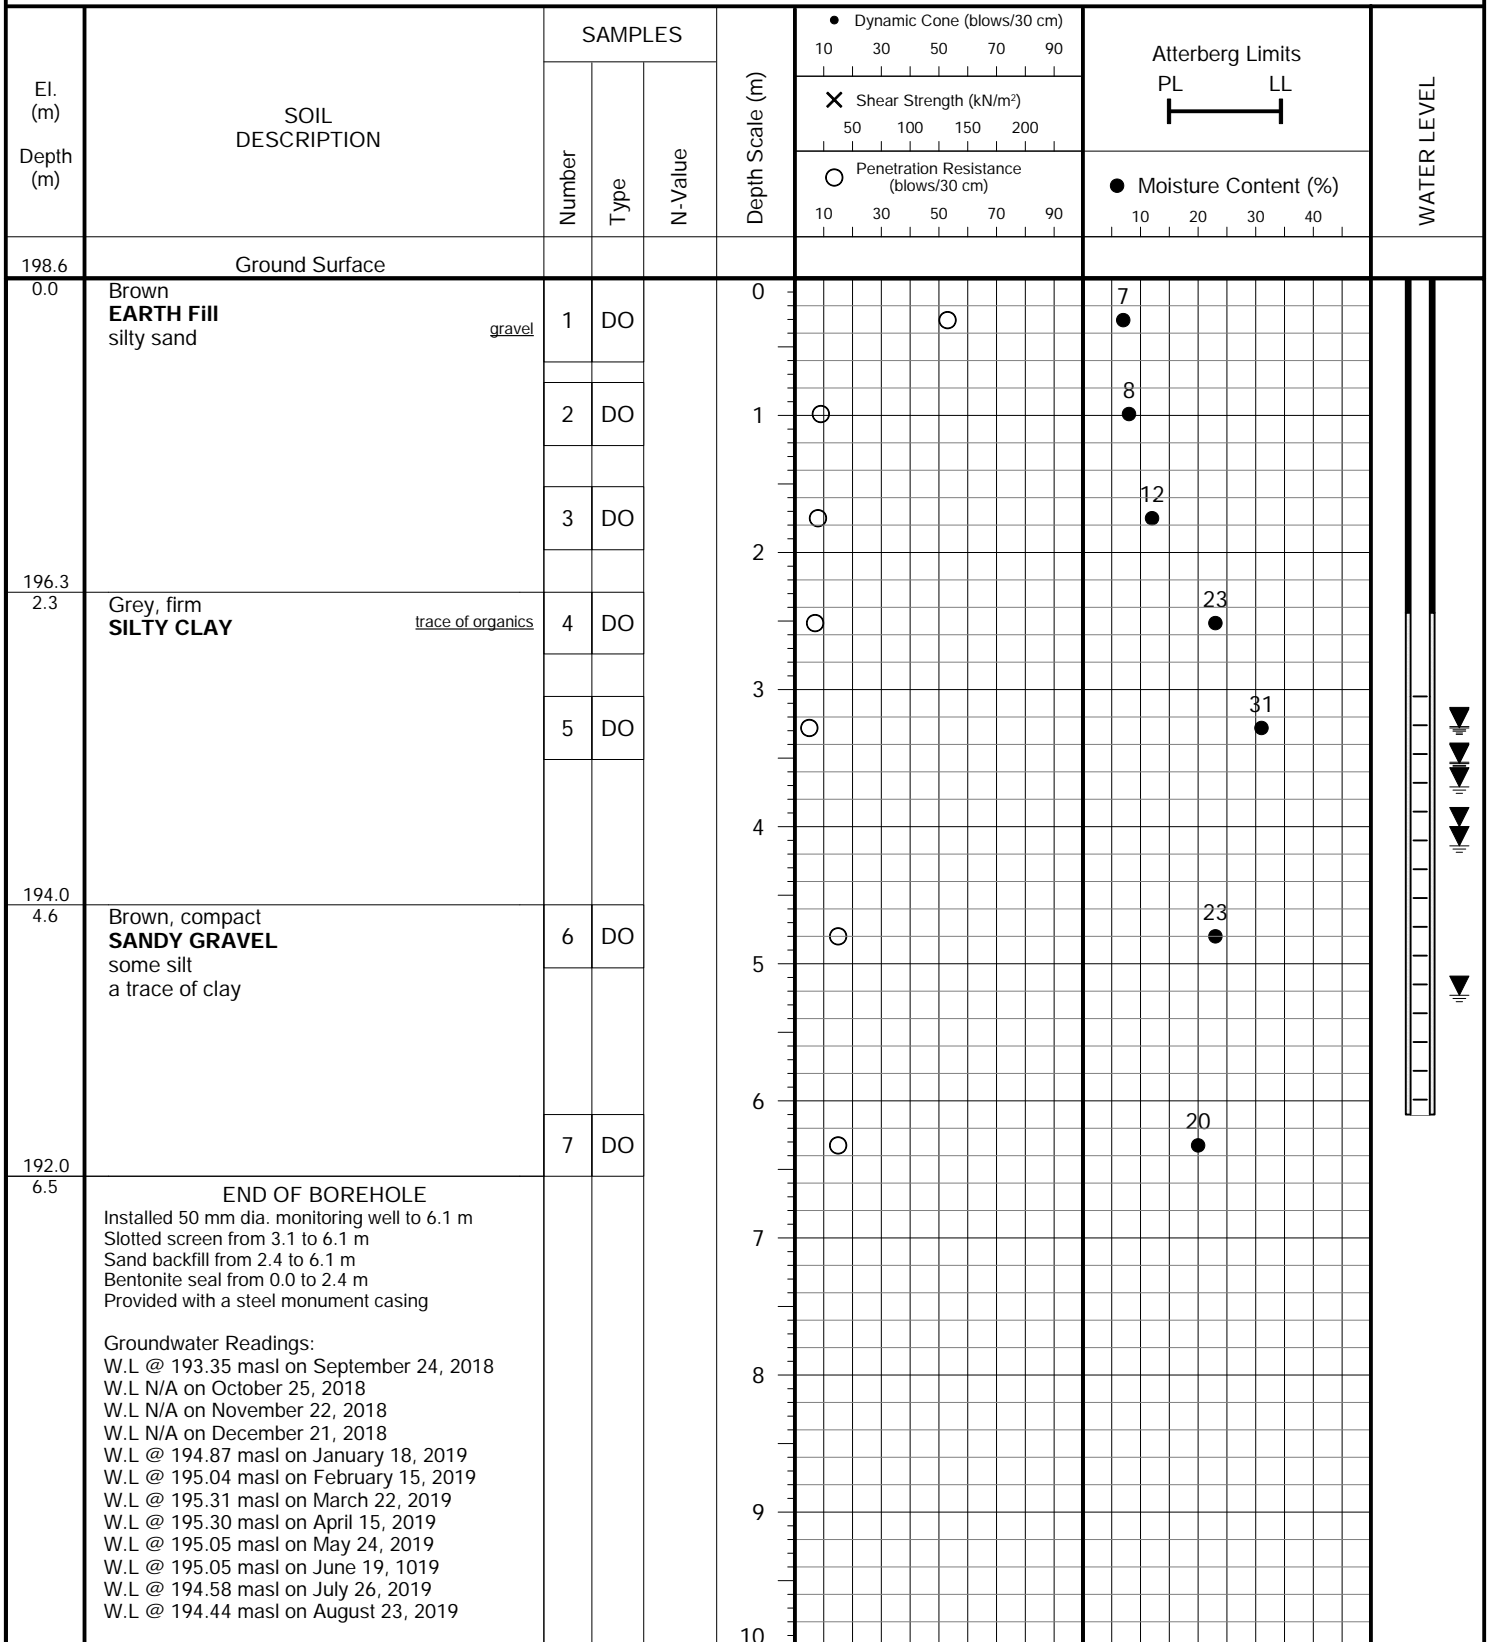 El.
(m)
Depth
(m)
SOIL
DESCRIPTION
SAMPLES
Number
Type
N-Value
Depth Scale (m)
Dynamic Cone (blows/30 cm)
10 30 50 70 90
Shear Strength (kN/m²)
50 100 150 200
Penetration Resistance
(blows/30 cm)
10 30 50 70 90
Atterberg Limits
PL LL
Moisture Content (%)
10 20 30 40
WATER LEVEL
198.6 Ground Surface
0.0 Brown
EARTH Fill
silty sand gravel
1 DO
0
7
2 DO
8
1
3 DO
12
2
196.3
2.3 Grey, firm
SILTY CLAY trace of organics
4 DO
23
3
5 DO
31
4
194.0
4.6 Brown, compact
SANDY GRAVEL
some silt
a trace of clay
6 DO
23
5
6
7 DO
20
192.0
6.5 END OF BOREHOLE
Installed 50 mm dia. monitoring well to 6.1 m
Slotted screen from 3.1 to 6.1 m
Sand backfill from 2.4 to 6.1 m
Bentonite seal from 0.0 to 2.4 m
Provided with a steel monument casing
7
Groundwater Readings:
W.L @ 193.35 masl on September 24, 2018
W.L N/A on October 25, 2018
8
W.L N/A on November 22, 2018
W.L N/A on December 21, 2018
W.L @ 194.87 masl on January 18, 2019
W.L @ 195.04 masl on February 15, 2019
W.L @ 195.31 masl on March 22, 2019
9
W.L @ 195.30 masl on April 15, 2019
W.L @ 195.05 masl on May 24, 2019
W.L @ 195.05 masl on June 19, 1019
W.L @ 194.58 masl on July 26, 2019
W.L @ 194.44 masl on August 23, 2019
10